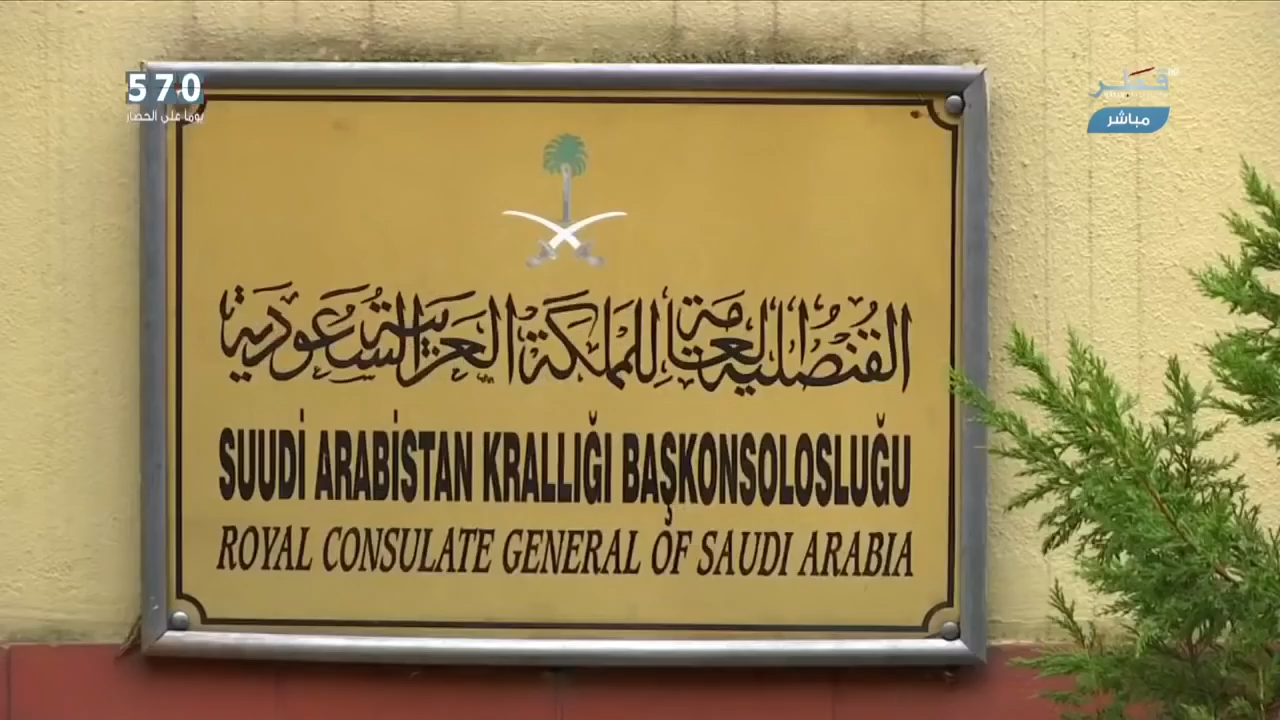 570
يوما على الحصار
قطر
مباشر
القنصلية العامة للمملكة العربية السعودية
SUUDİ ARABİSTAN KRALLIĞI BAŞKONSOLOSLUĞU
ROYAL CONSULATE GENERAL OF SAUDI ARABIA